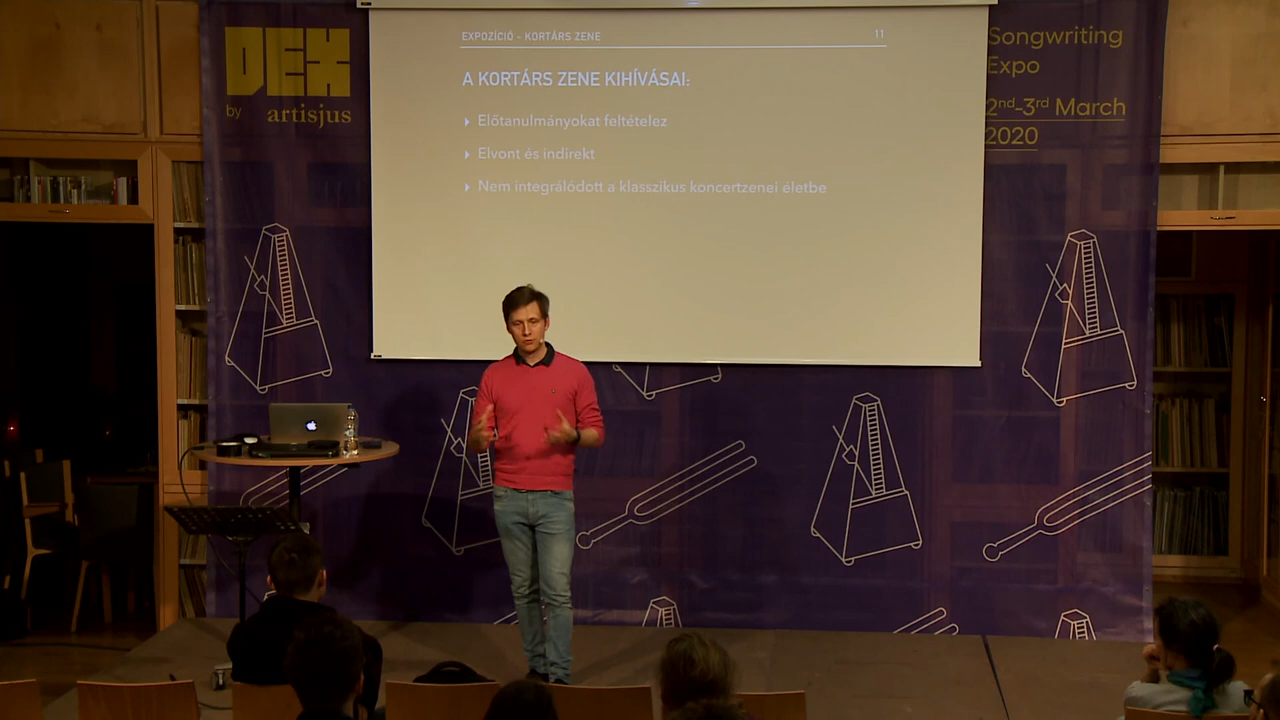 DEX
by artisjus
EXPOZÍCIÓ - KORTÁRS ZENE
11
A KORTÁRS ZENE KIHÍVÁSAI:
Előtanulmányokat feltételez
Elvont és indirekt
Nem integrálódott a klasszikus koncertzenei életbe
Songwriting
Expo
2nd-3rd March
2020